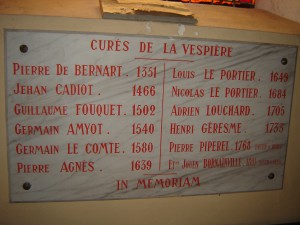 CURÉS DE LA VESPIÈRE
PIERRE DE BERNART . 1351
JEHAN CADIOT . 1466
GUILLAUME FOUQUET . 1502
GERMAIN AMYOT . 1540
GERMAIN LE COMTE . 1580
PIERRE AGNÈS . 1639
LOUIS LE PORTIER . 1649
NICOLAS LE PORTIER . 1684
ADRIEN LOUCHARD . 1705
HENRI GÉRESME .
PIERRE PIPEREL . 1768
JULIEN
IN MEMORIAM